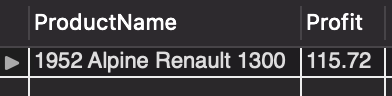 ProductName Profit
1952 Alpine Renault 1300 115.72